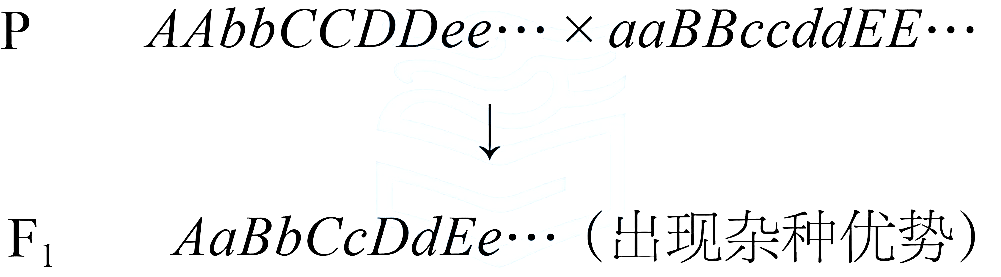 P AAbbCCDDee… × aaBBccddEE…
↓
F₁ AaBbCcDdEe…（出现杂种优势）